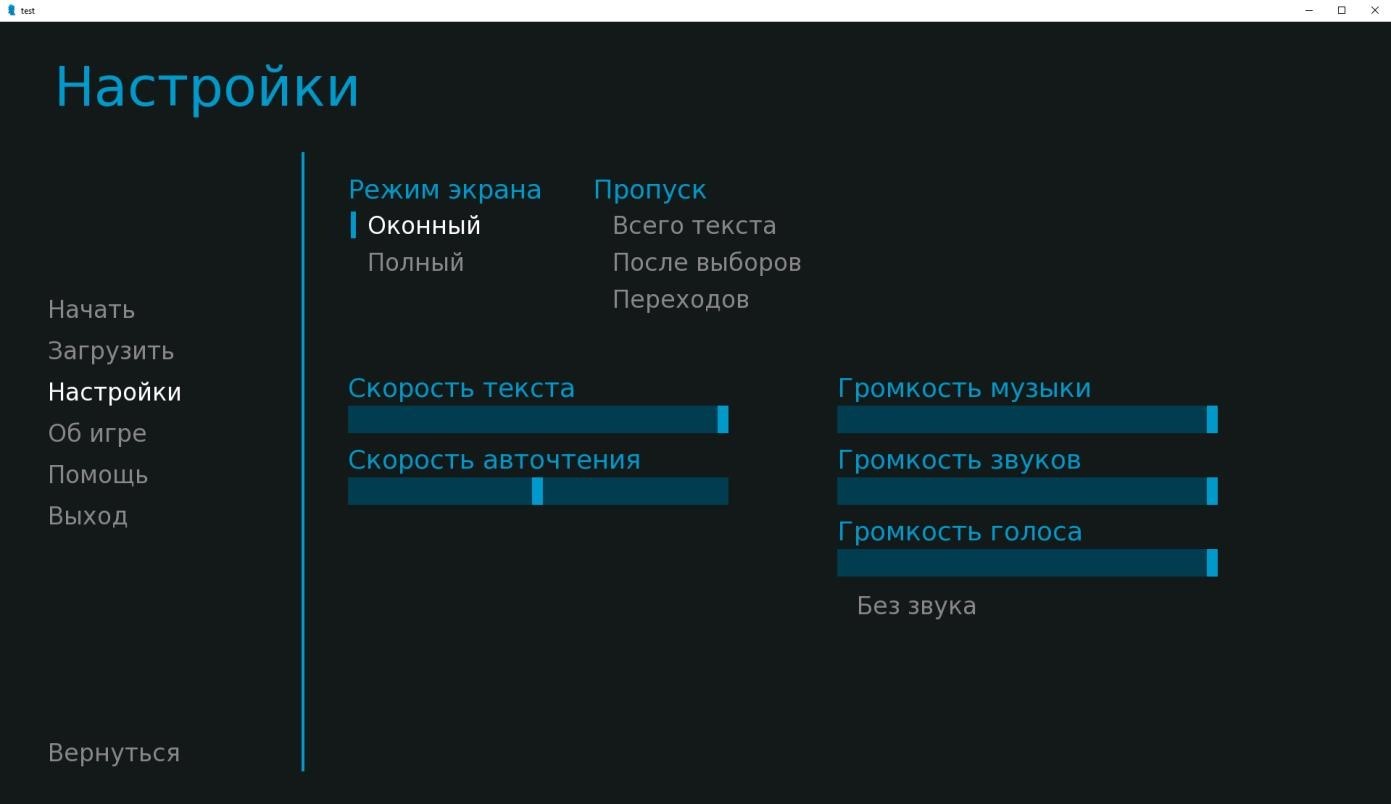 test
Настройки
Начать
Загрузить
Настройки
Об игре
Помощь
Выход
Вернуться
Режим экрана
Оконный
Полный
Пропуск
Всего текста
После выборов
Переходов
Скорость текста
Скорость авточтения
Громкость музыки
Громкость звуков
Громкость голоса
Без звука